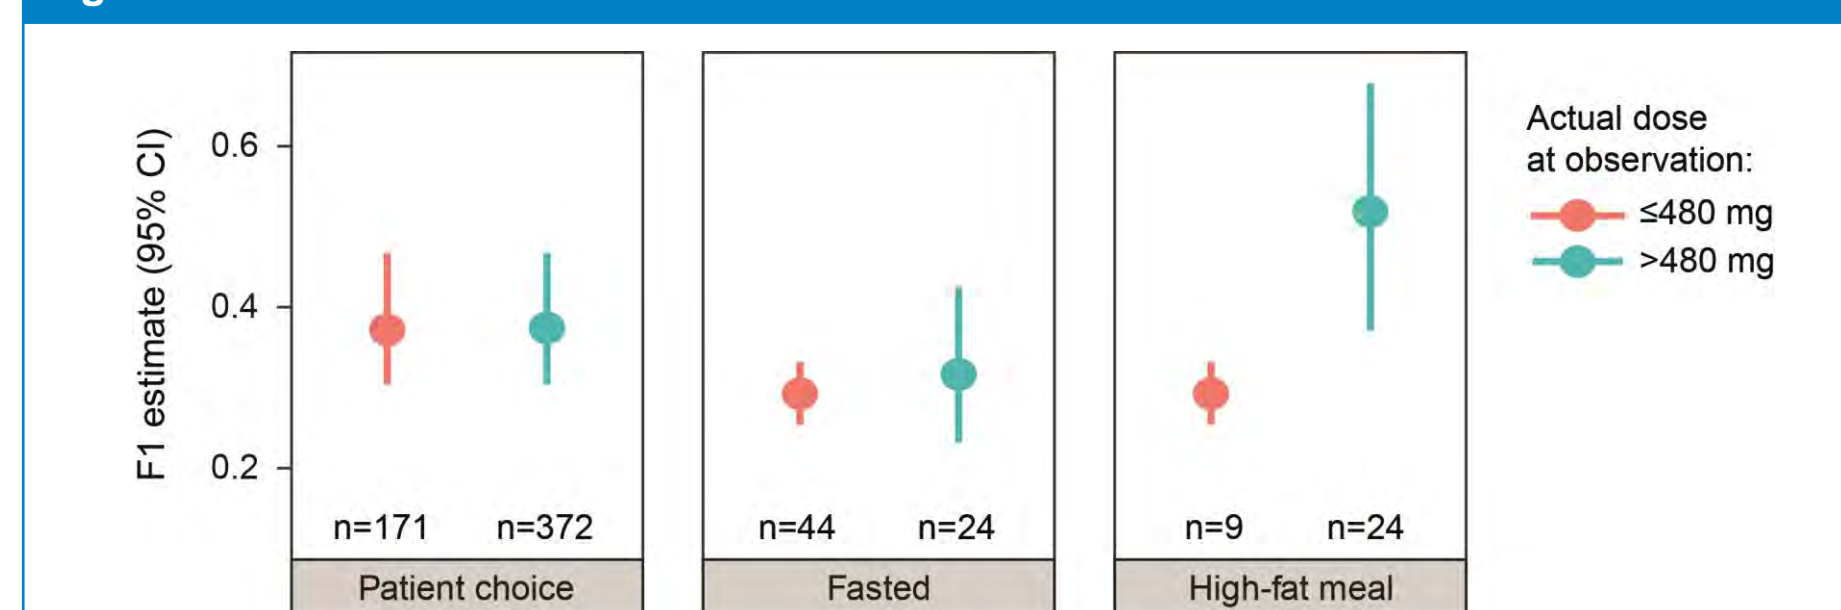 F1 estimate (95% CI)
0.6
0.4
0.2
n=171 n=372
n=44 n=24
n=9 n=24
Patient choice
Fasted
High-fat meal
Actual dose
at observation:
≤480 mg
>480 mg